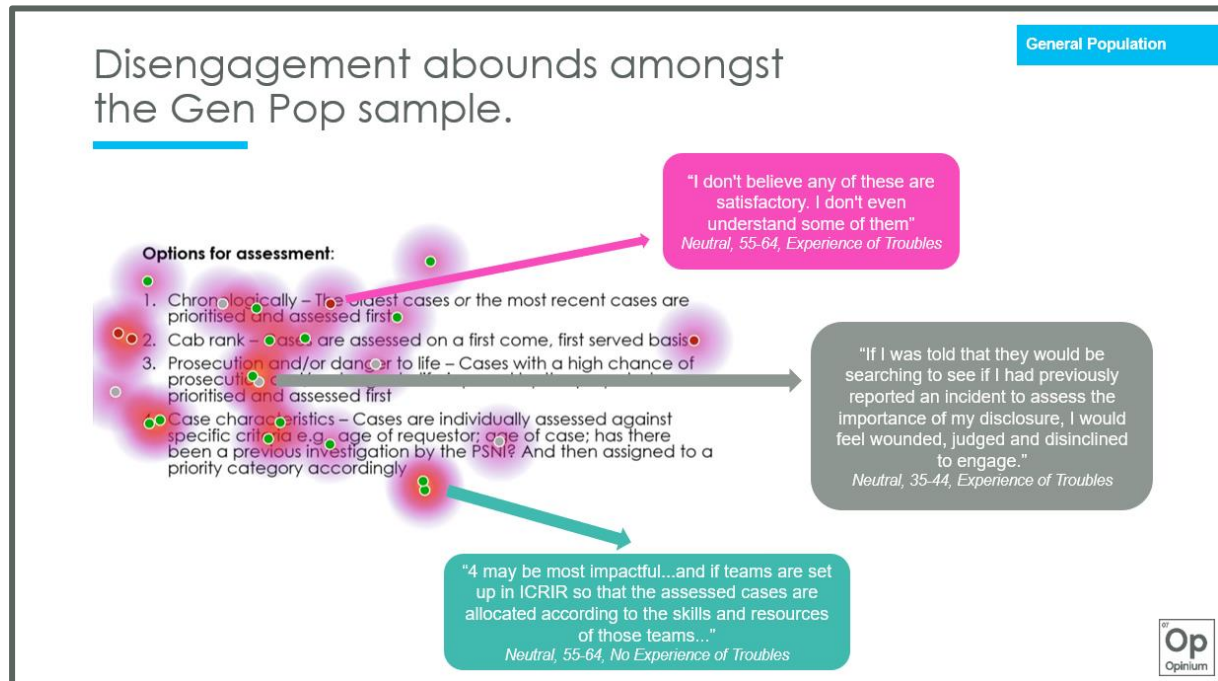 General Population
Disengagement abounds amongst
the Gen Pop sample.
"I don't believe any of these are
satisfactory. I don't even
understand some of them"
Neutral, 55-64, Experience of Troubles
Options for assessment:
1. Chronologically – The oldest cases or the most recent cases are
prioritised and assessed first
2. Cab rank – Cases are assessed on a first come, first served basis
3. Prosecution and/or danger to life – Cases with a high chance of
prosecution
prioritised and assessed first
4. Case characteristics – Cases are individually assessed against
specific criteria e.g. age of requestor; age of case; has there
been a previous investigation by the PSNI? And then assigned to a
priority category accordingly
"If I was told that they would be
searching to see if I had previously
reported an incident to assess the
importance of my disclosure, I would
feel wounded, judged and disinclined
to engage."
Neutral, 35-44, Experience of Troubles
"4 may be most impactful...and if teams are set
up in ICRIR so that the assessed cases are
allocated according to the skills and resources
of those teams..."
Neutral, 55-64, No Experience of Troubles
07
Op
Opinium